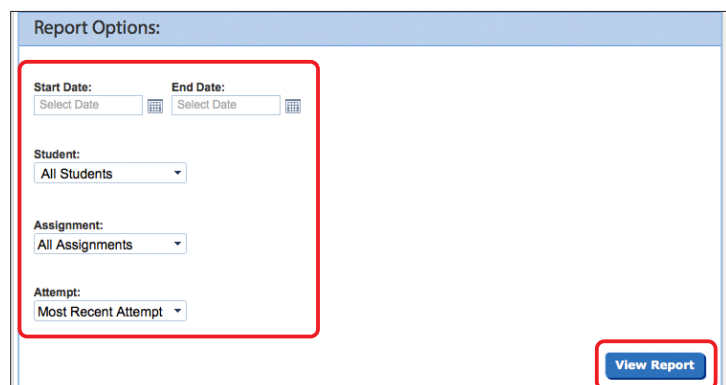 Report Options:
Start Date: End Date:
Select Date Select Date
Student:
All Students
Assignment:
All Assignments
Attempt:
Most Recent Attempt
View Report